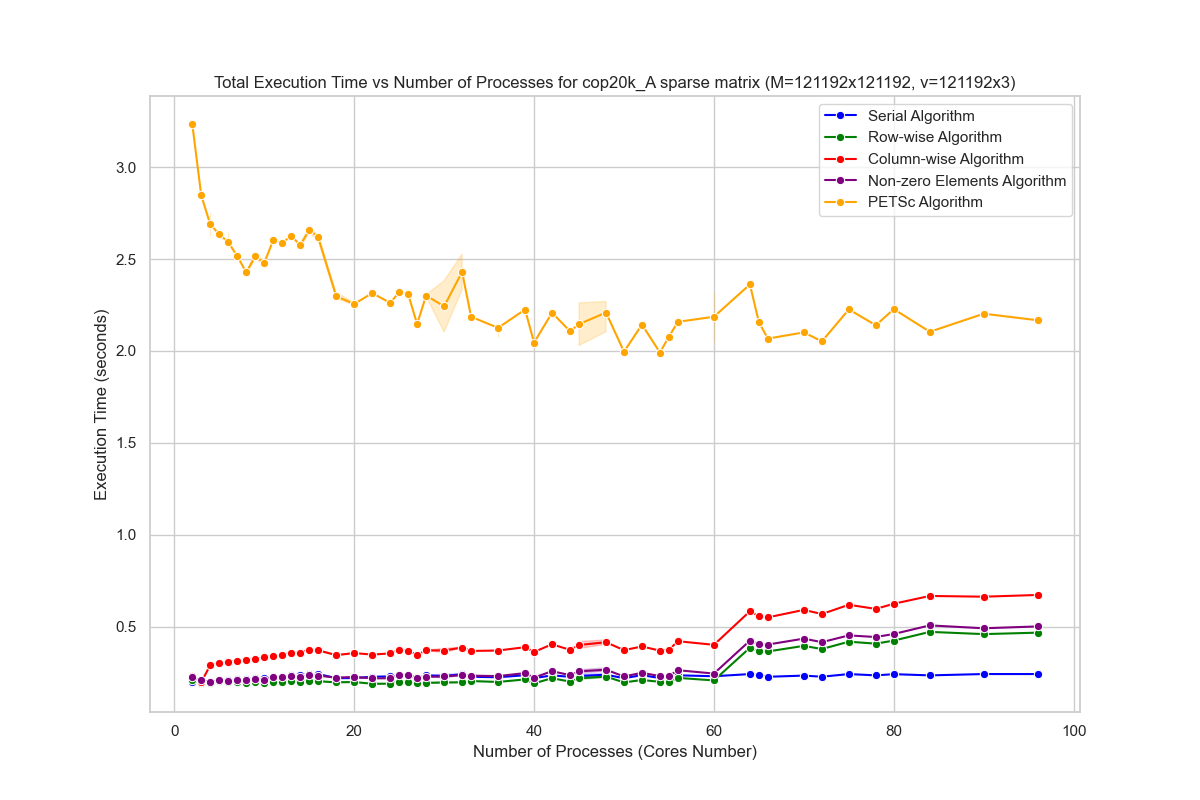 Total Execution Time vs Number of Processes for cop20k_A sparse matrix (M=121192x121192, v=121192x3)
Serial Algorithm
Row-wise Algorithm
Column-wise Algorithm
Non-zero Elements Algorithm
PETSc Algorithm
Execution Time (seconds)
3.0
2.5
2.0
1.5
1.0
0.5
0 20 40 60 80 100
Number of Processes (Cores Number)